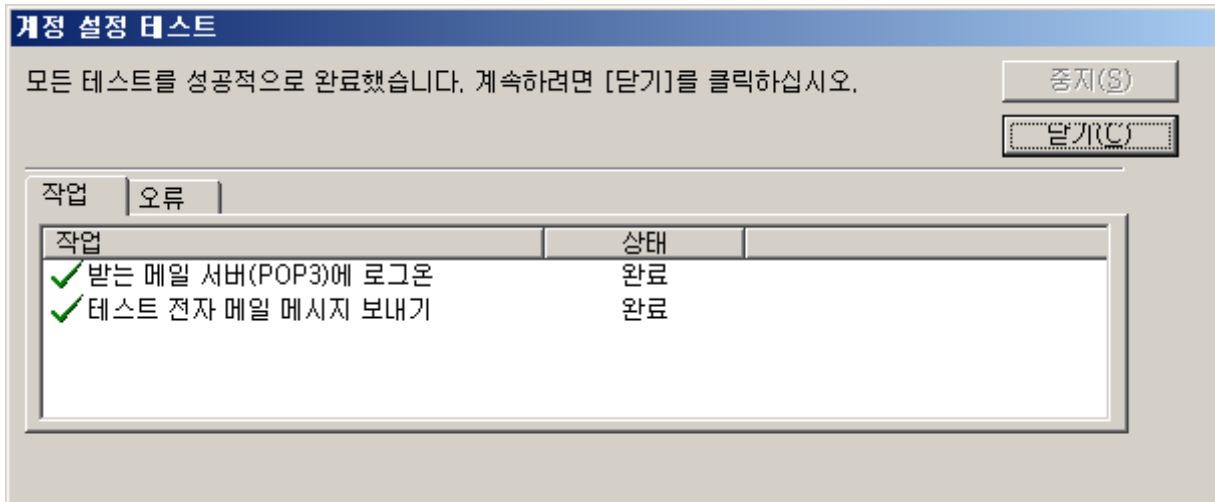 계정 설정 테스트
모든 테스트를 성공적으로 완료했습니다. 계속하려면 [닫기]를 클릭하십시오.
중지(S)
닫기(C)
작업 오류
작업 상태
받는 메일 서버(POP3)에 로그온 완료
테스트 전자 메일 메시지 보내기 완료